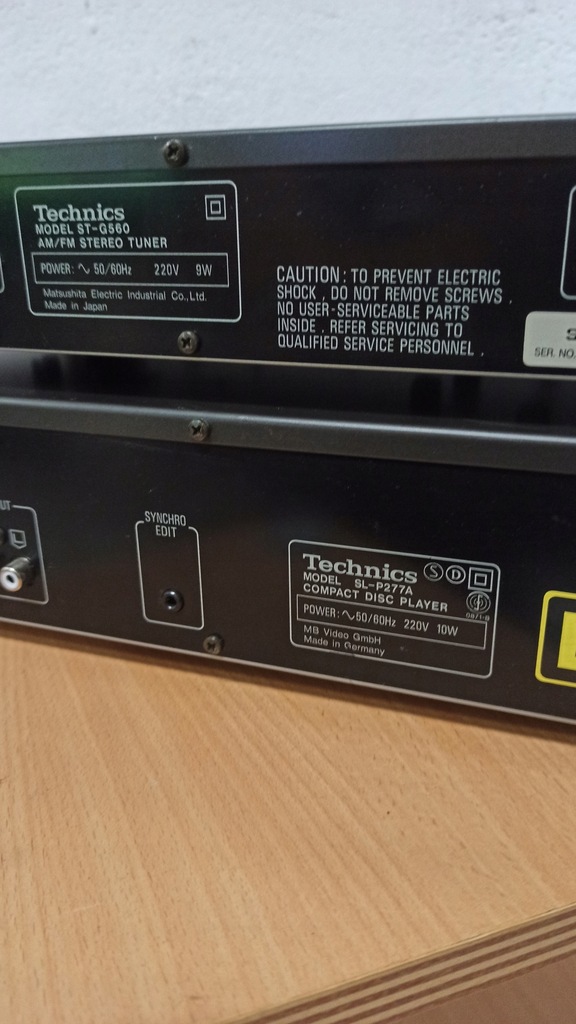 Technics
MODEL ST-G560
AM/FM STEREO TUNER
POWER: ∿ 50/60Hz 220V 9W
Matsushita Electric Industrial Co., Ltd.
Made in Japan
CAUTION: TO PREVENT ELECTRIC
SHOCK, DO NOT REMOVE SCREWS.
NO USER-SERVICEABLE PARTS
INSIDE. REFER SERVICING TO
QUALIFIED SERVICE PERSONNEL.
SER. NO.
SYNCHRO
EDIT
Technics S D
MODEL SL-P277A
COMPACT DISC PLAYER
POWER: ∿ 50/60Hz 220V 10W
MB Video GmbH
Made in Germany